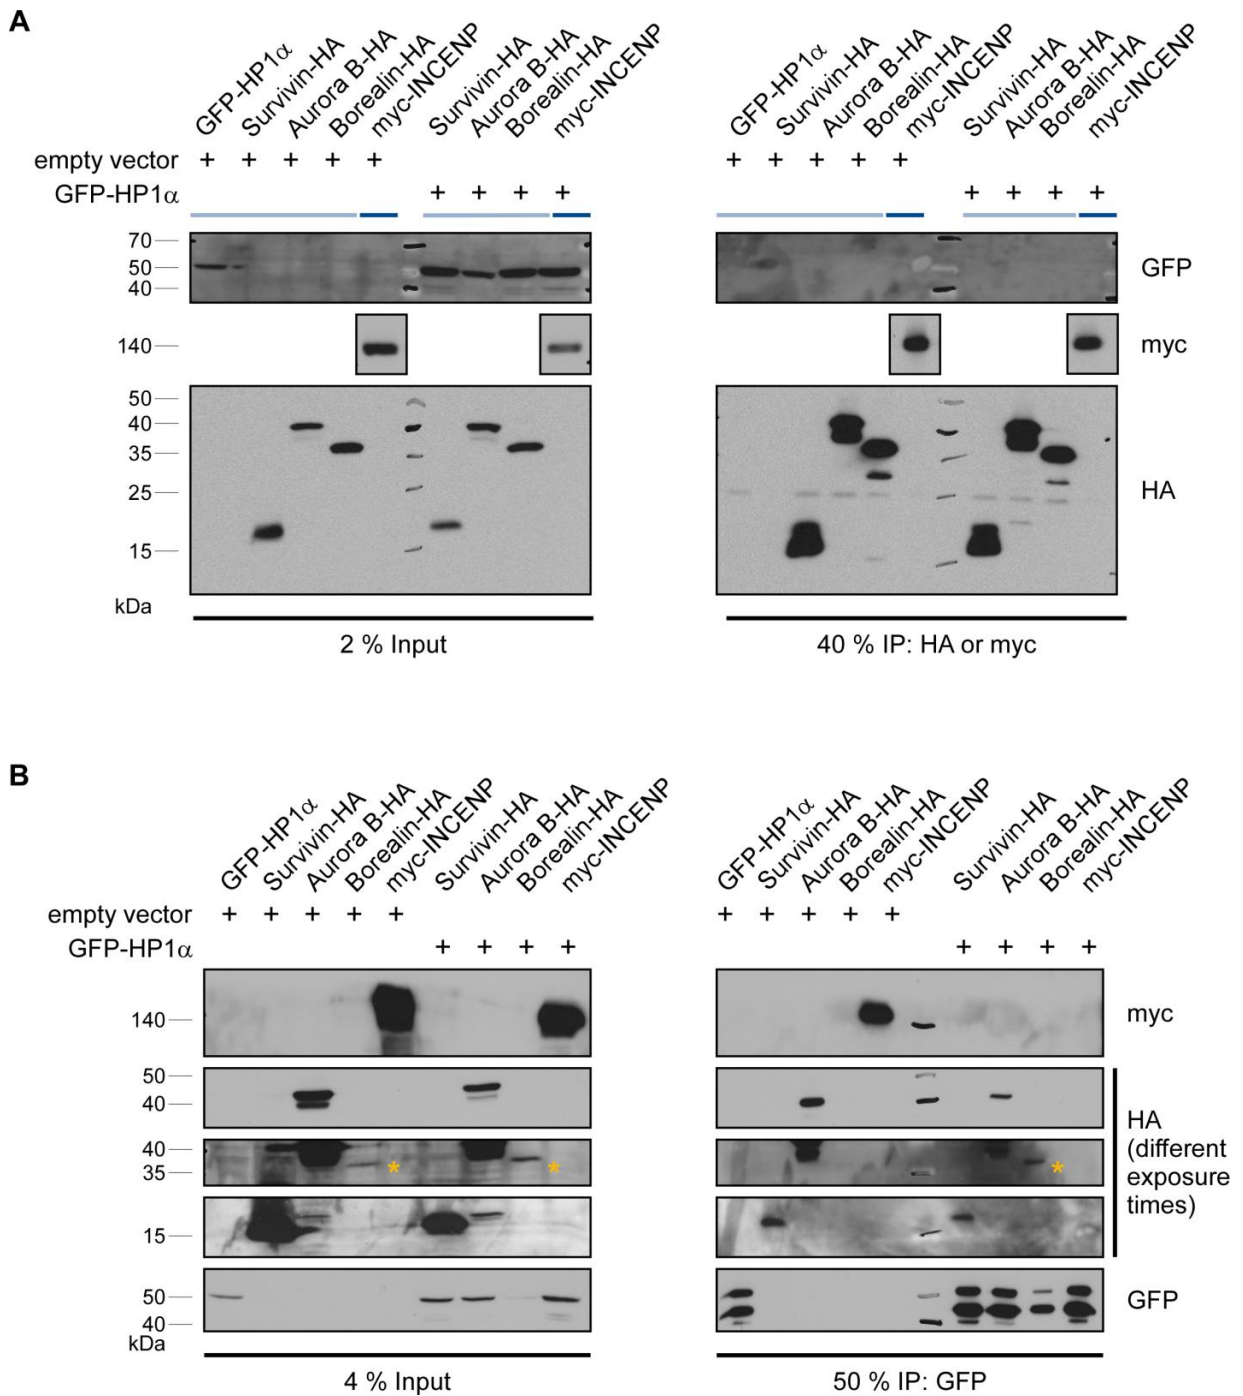 A
GFP-HP1α
Survivin-HA
Aurora B-HA
Borealin-HA
myc-INCENP
Survivin-HA
Aurora B-HA
Borealin-HA
myc-INCENP
GFP-HP1α
Survivin-HA
Aurora B-HA
Borealin-HA
myc-INCENP
Survivin-HA
Aurora B-HA
Borealin-HA
myc-INCENP
empty vector + + + + + + + + + +
GFP-HP1α + + + + + + + +
70
50
40
GFP
140
myc
50
40
35
25
15
kDa
HA
2 % Input
40 % IP: HA or myc
B
GFP-HP1α
Survivin-HA
Aurora B-HA
Borealin-HA
myc-INCENP
Survivin-HA
Aurora B-HA
Borealin-HA
myc-INCENP
GFP-HP1α
Survivin-HA
Aurora B-HA
Borealin-HA
myc-INCENP
Survivin-HA
Aurora B-HA
Borealin-HA
myc-INCENP
empty vector + + + + + + + + + +
GFP-HP1α + + + + + + + +
140
myc
50
40
40
35
* * *
15
HA
(different
exposure
times)
50
40
kDa
GFP
4 % Input
50 % IP: GFP